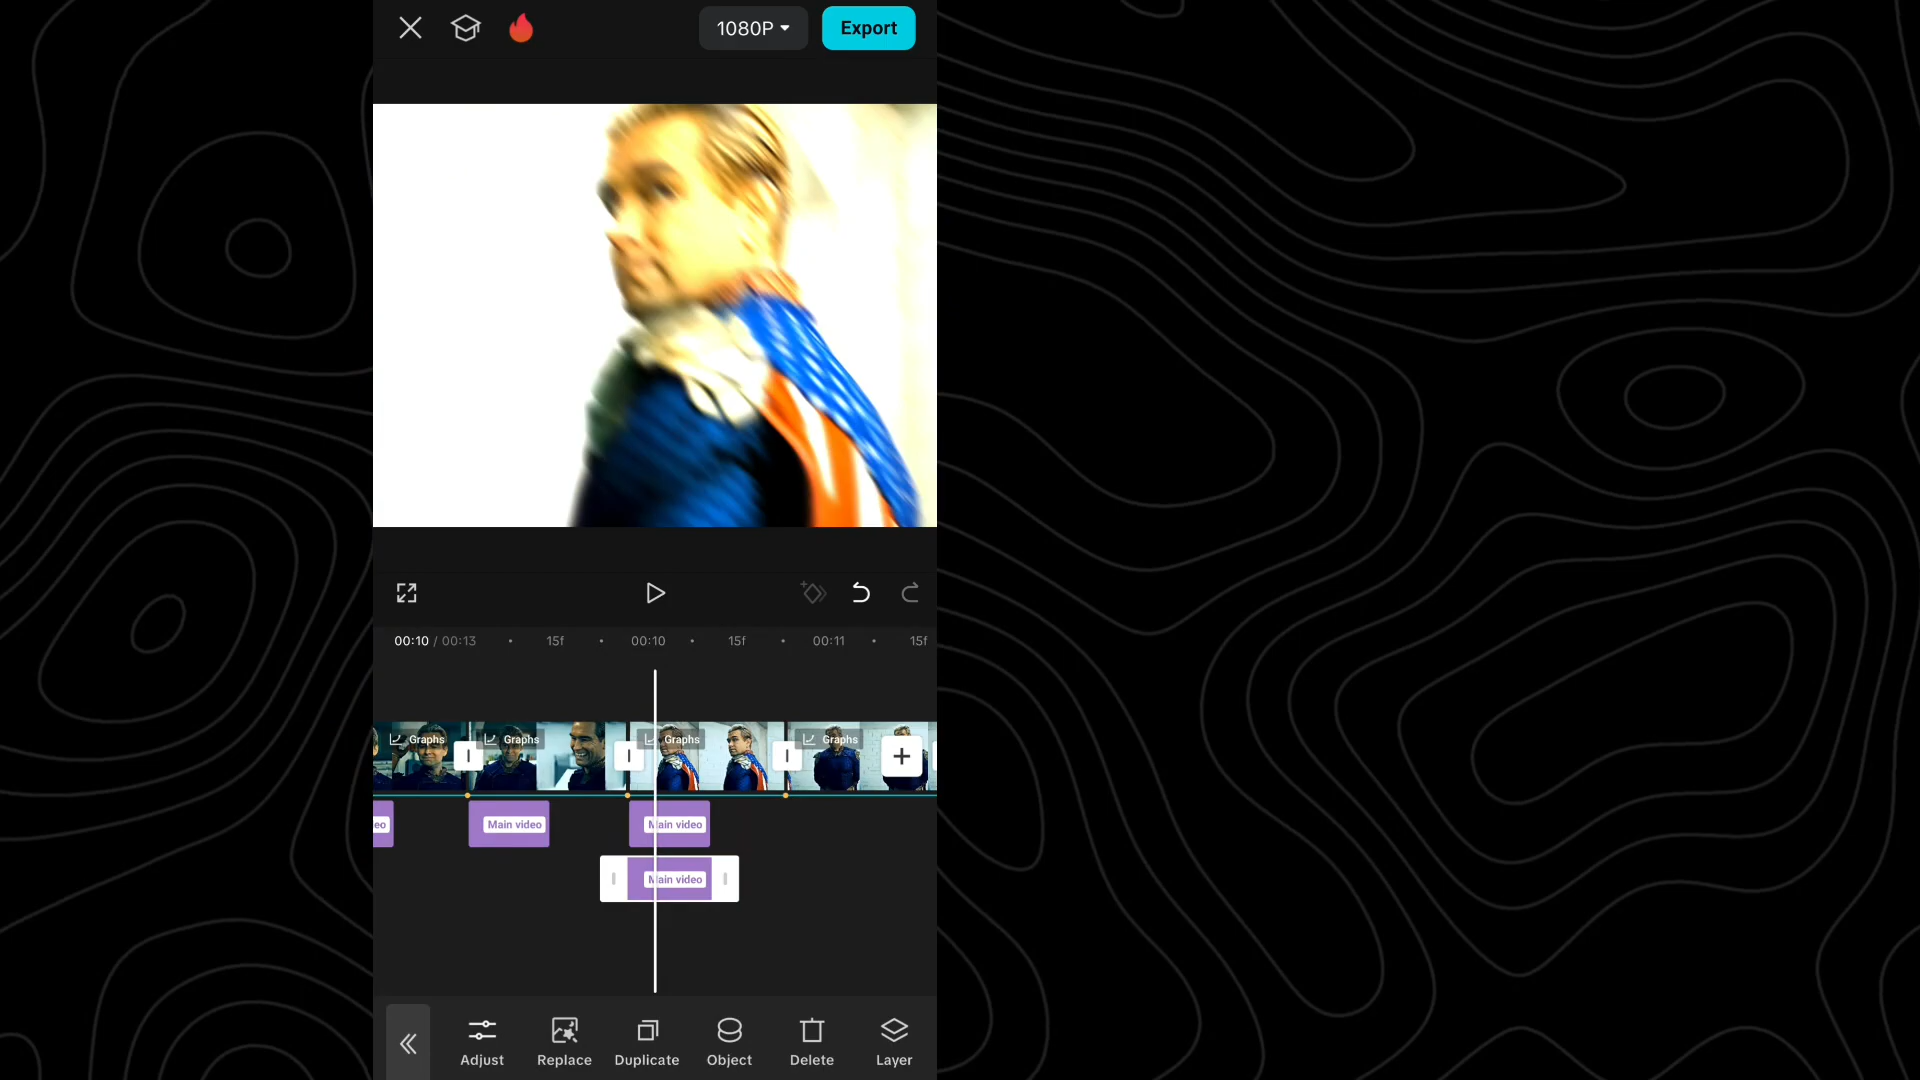 1080P
Export
00:10 / 00:13
15f
00:10
15f
00:11
15f
Graphs
Graphs
Graphs
Graphs
eo
Main video
Main video
Main video
Adjust
Replace
Duplicate
Object
Delete
Layer